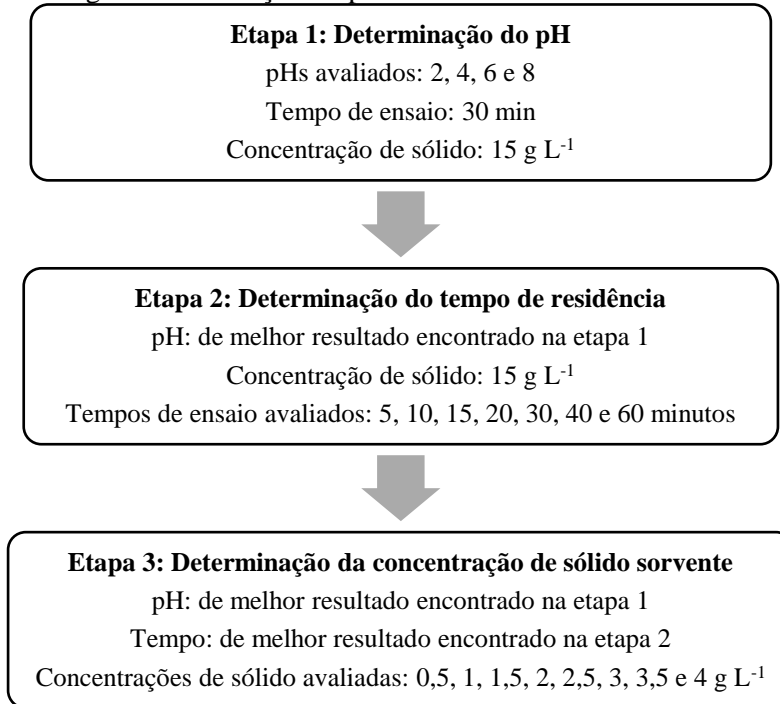 Etapa 1: Determinação do pH
pHs avaliados: 2, 4, 6 e 8
Tempo de ensaio: 30 min
Concentração de sólido: 15 g L⁻¹
Etapa 2: Determinação do tempo de residência
pH: de melhor resultado encontrado na etapa 1
Concentração de sólido: 15 g L⁻¹
Tempos de ensaio avaliados: 5, 10, 15, 20, 30, 40 e 60 minutos
Etapa 3: Determinação da concentração de sólido sorvente
pH: de melhor resultado encontrado na etapa 1
Tempo: de melhor resultado encontrado na etapa 2
Concentrações de sólido avaliadas: 0,5, 1, 1,5, 2, 2,5, 3, 3,5 e 4 g L⁻¹